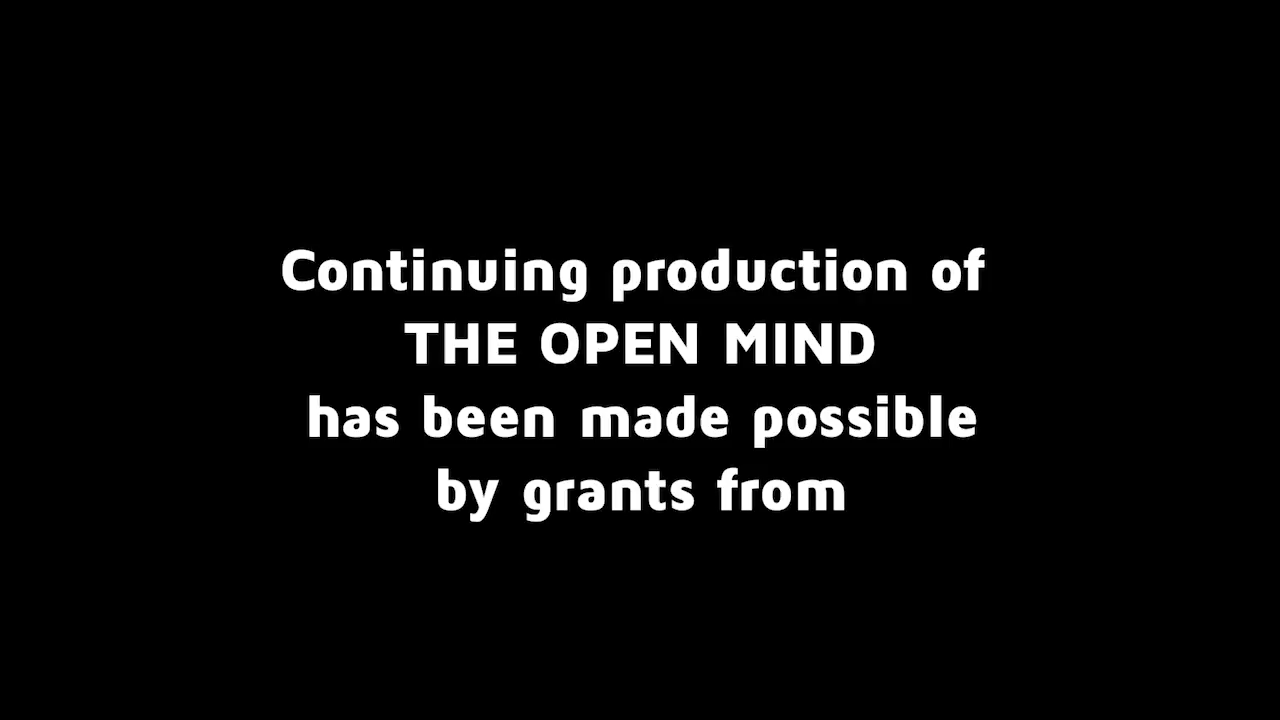 Continuing production of
THE OPEN MIND
has been made possible
by grants from